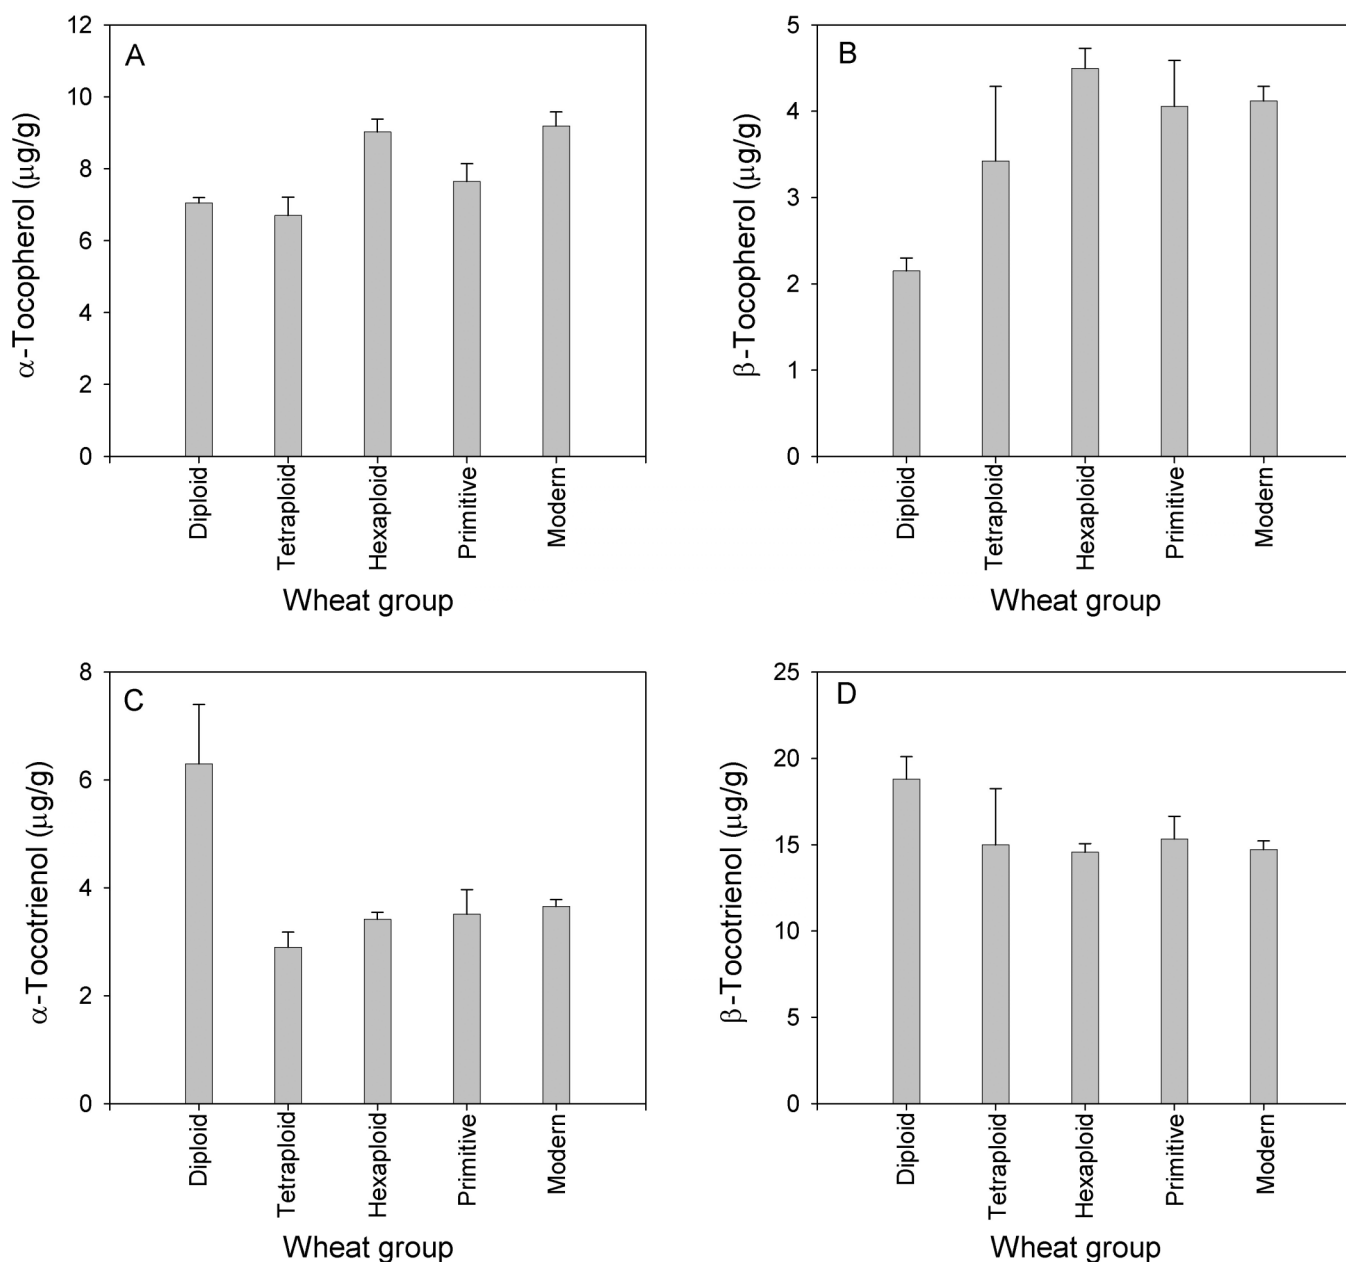 A
α-Tocopherol (μg/g)
12
10
8
6
4
2
0
Diploid
Tetraploid
Hexaploid
Primitive
Modern
Wheat group
B
β-Tocopherol (μg/g)
5
4
3
2
1
0
Diploid
Tetraploid
Hexaploid
Primitive
Modern
Wheat group
C
α-Tocotrienol (μg/g)
8
6
4
2
0
Diploid
Tetraploid
Hexaploid
Primitive
Modern
Wheat group
D
β-Tocotrienol (μg/g)
25
20
15
10
5
0
Diploid
Tetraploid
Hexaploid
Primitive
Modern
Wheat group